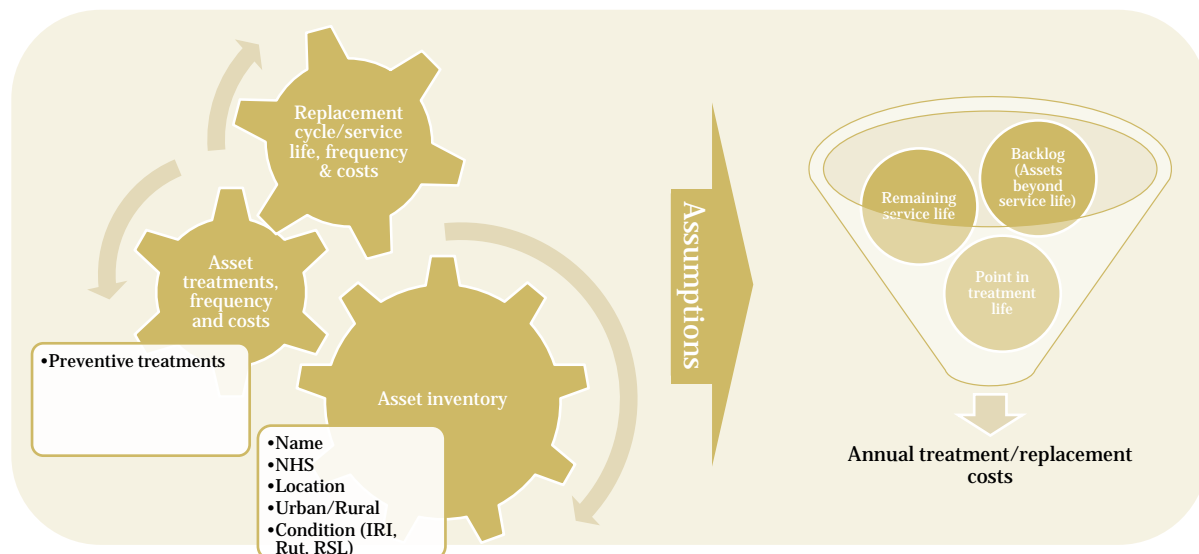 Replacement
cycle/service
life, frequency
& costs
Asset
treatments,
frequency
and costs
•Preventive treatments
Asset inventory
•Name
•NHS
•Location
•Urban/Rural
•Condition (IRI,
Rut, RSL)
Assumptions
Remaining
service life
Backlog
(Assets
beyond
service life)
Point in
treatment
life
Annual treatment/replacement
costs